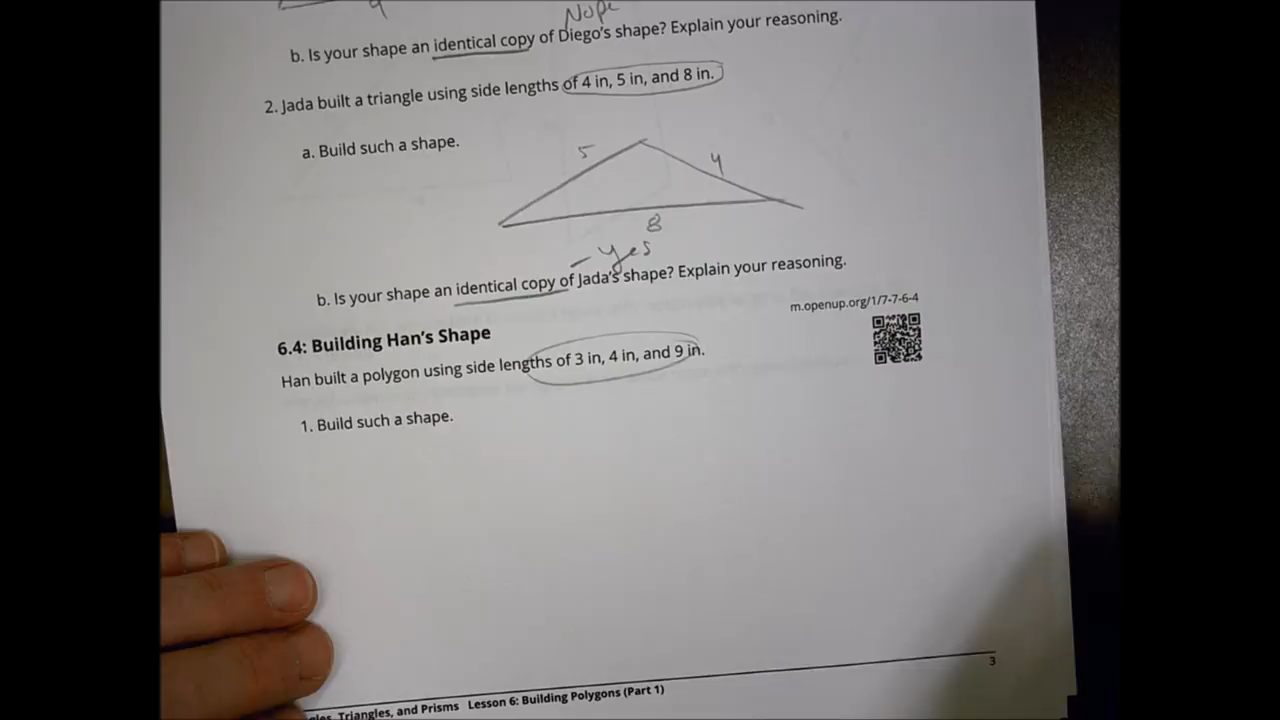 Nope
b. Is your shape an identical copy of Diego's shape? Explain your reasoning.
2. Jada built a triangle using side lengths of 4 in, 5 in, and 8 in.
a. Build such a shape.
5
4
8
- Yes
b. Is your shape an identical copy of Jada's shape? Explain your reasoning.
m.openup.org/1/7-7-6-4
6.4: Building Han's Shape
Han built a polygon using side lengths of 3 in, 4 in, and 9 in.
1. Build such a shape.
3
Triangles, and Prisms Lesson 6: Building Polygons (Part 1)